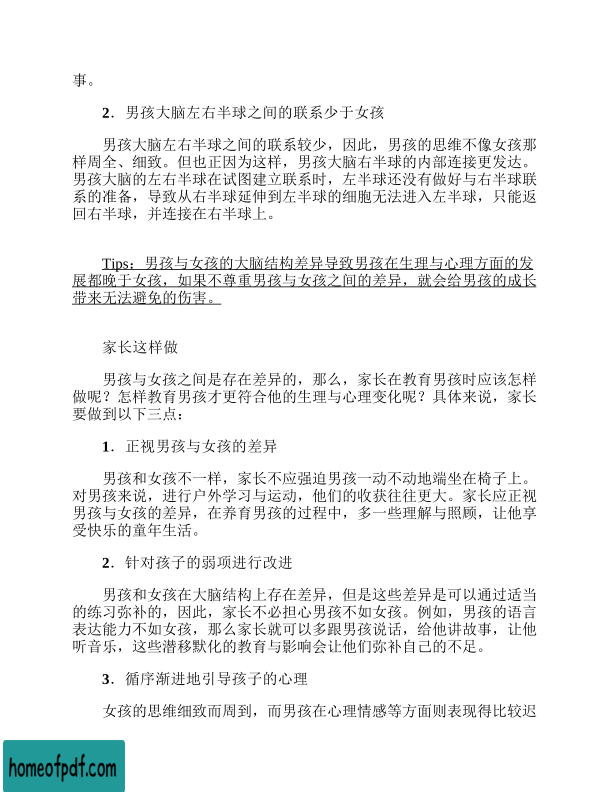 事。
2．男孩大脑左右半球之间的联系少于女孩
男孩大脑左右半球之间的联系较少，因此，男孩的思维不像女孩那
样周全、细致。但也正因为这样，男孩大脑右半球的内部连接更发达。
男孩大脑的左右半球在试图建立联系时，左半球还没有做好与右半球联
系的准备，导致从右半球延伸到左半球的细胞无法进入左半球，只能返
回右半球，并连接在右半球上。
Tips：男孩与女孩的大脑结构差异导致男孩在生理与心理方面的发
展都晚于女孩，如果不尊重男孩与女孩之间的差异，就会给男孩的成长
带来无法避免的伤害。
家长这样做
男孩与女孩之间是存在差异的，那么，家长在教育男孩时应该怎样
做呢？怎样教育男孩才更符合他的生理与心理变化呢？具体来说，家长
要做到以下三点：
1．正视男孩与女孩的差异
男孩和女孩不一样，家长不应强迫男孩一动不动地端坐在椅子上。
对男孩来说，进行户外学习与运动，他们的收获往往更大。家长应正视
男孩与女孩的差异，在养育男孩的过程中，多一些理解与照顾，让他享
受快乐的童年生活。
2．针对孩子的弱项进行改进
男孩和女孩在大脑结构上存在差异，但是这些差异是可以通过适当
的练习弥补的，因此，家长不必担心男孩不如女孩。例如，男孩的语言
表达能力不如女孩，那么家长就可以多跟男孩说话，给他讲故事，让他
听音乐，这些潜移默化的教育与影响会让他们弥补自己的不足。
3．循序渐进地引导孩子的心理
女孩的思维细致而周到，而男孩在心理情感等方面则表现得比较迟
homeofpdf.com